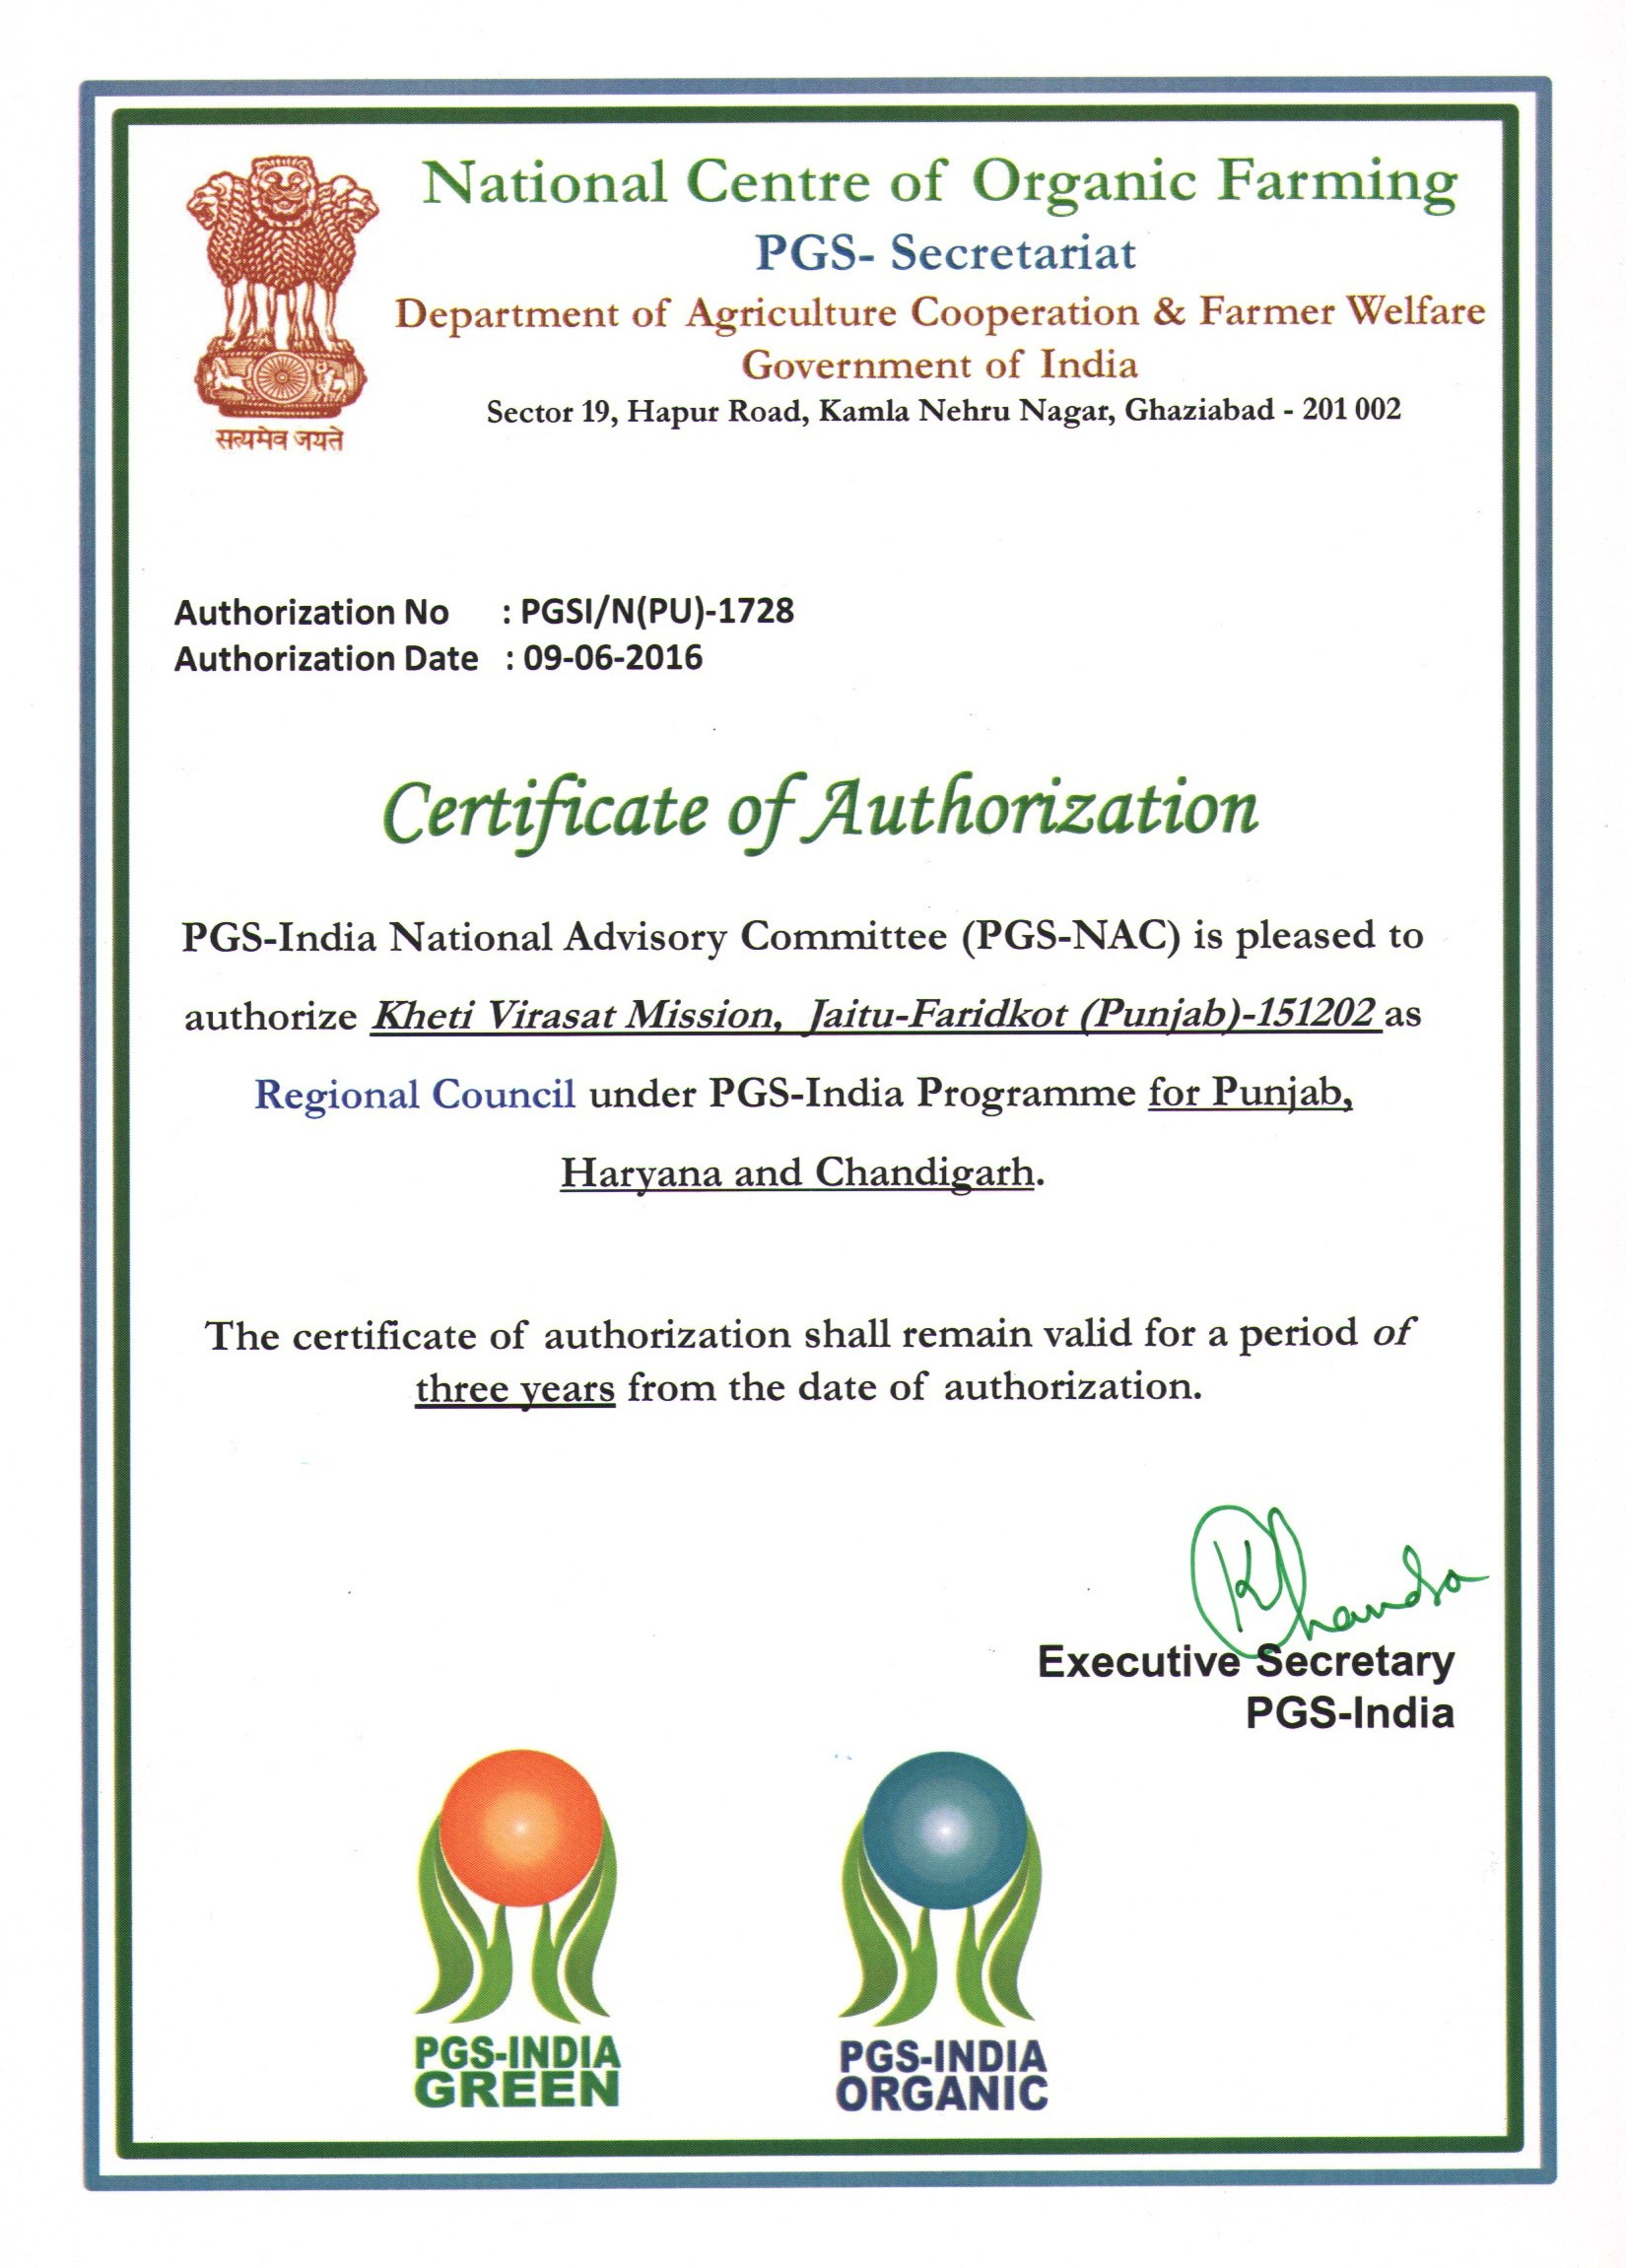 National Centre of Organic Farming
PGS- Secretariat
Department of Agriculture Cooperation & Farmer Welfare
Government of India
Sector 19, Hapur Road, Kamla Nehru Nagar, Ghaziabad - 201 002
सत्यमेव जयते
Authorization No : PGSI/N(PU)-1728
Authorization Date : 09-06-2016
Certificate of Authorization
PGS-India National Advisory Committee (PGS-NAC) is pleased to
authorize Kheti Virasat Mission, Jaitu-Faridkot (Punjab)-151202 as
Regional Council under PGS-India Programme for Punjab,
Haryana and Chandigarh.
The certificate of authorization shall remain valid for a period of
three years from the date of authorization.
KChandra
Executive Secretary
PGS-India
PGS-INDIA
GREEN
PGS-INDIA
ORGANIC